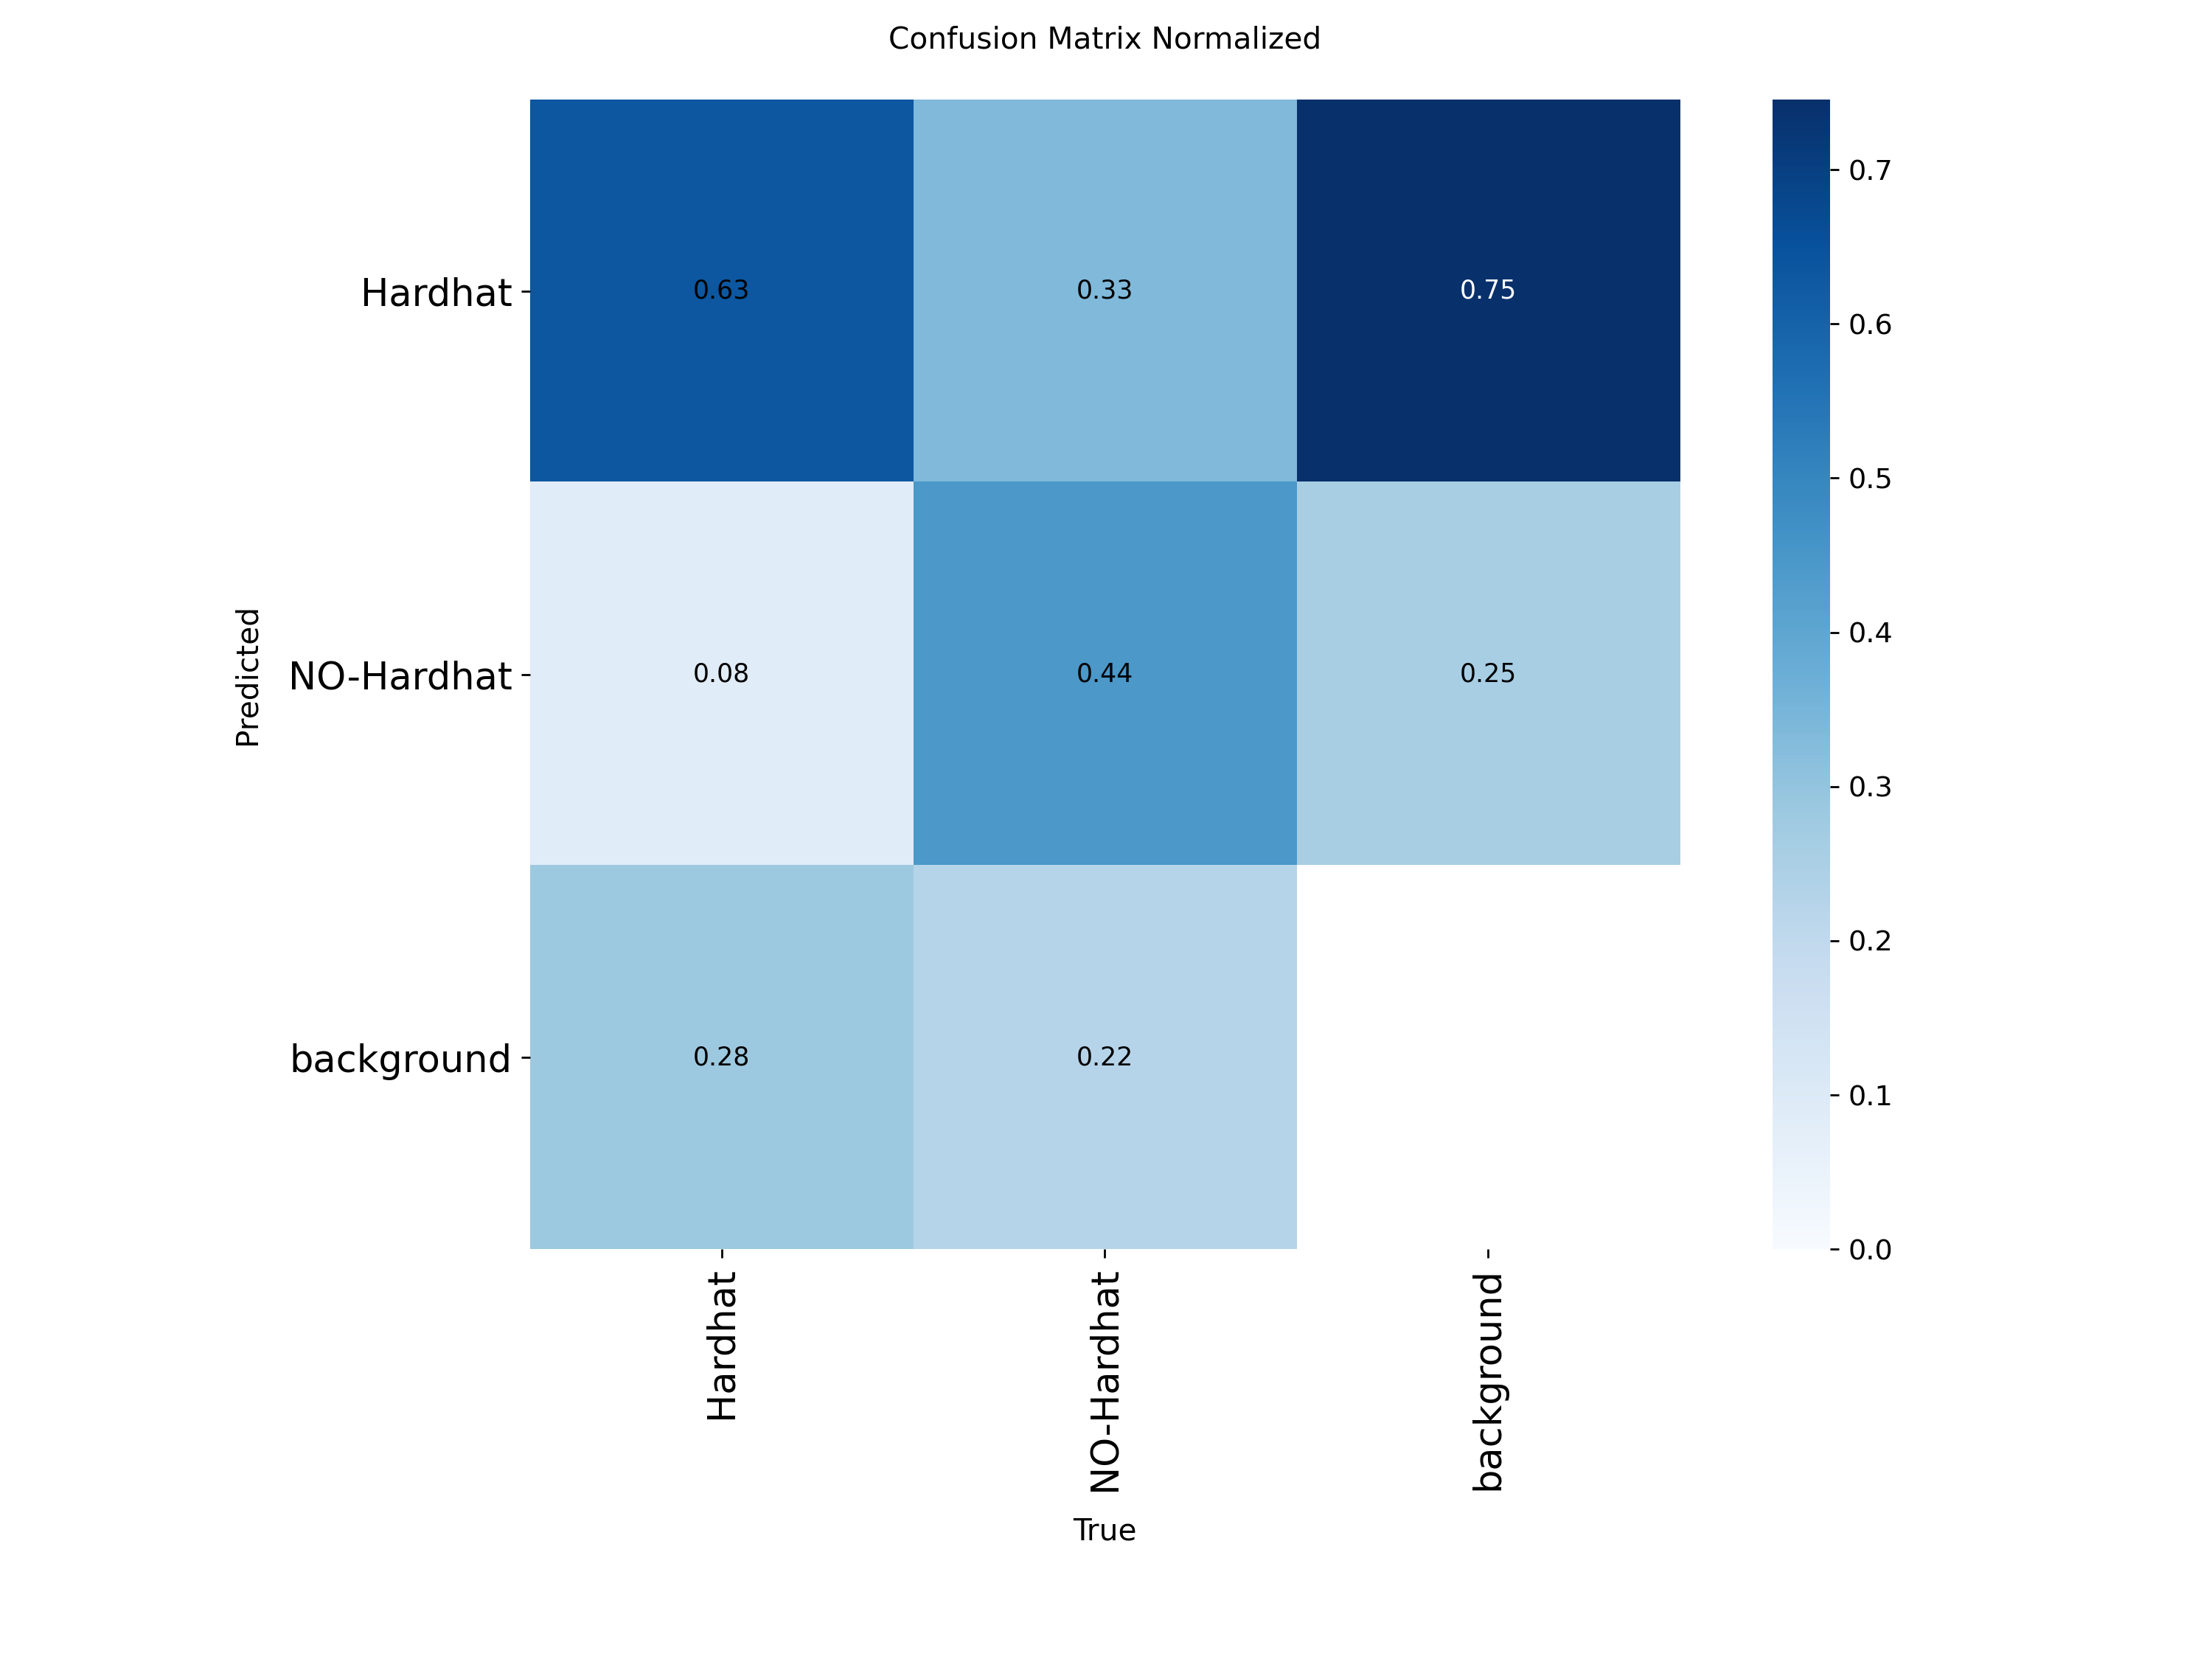 Confusion Matrix Normalized
Hardhat
0.63
0.33
0.75
NO-Hardhat
0.08
0.44
0.25
background
0.28
0.22
Predicted
Hardhat
NO-Hardhat
background
True
0.7
0.6
0.5
0.4
0.3
0.2
0.1
0.0